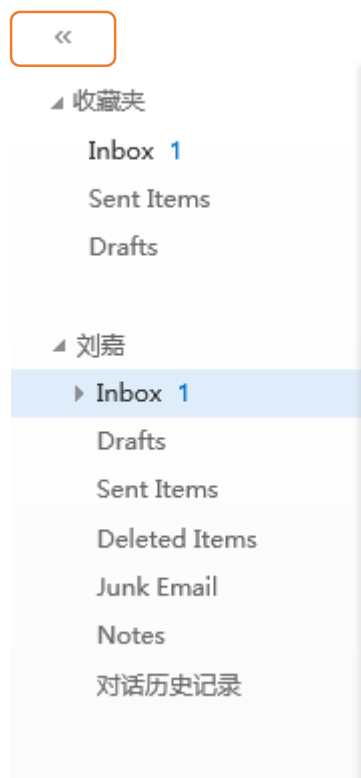 «
收藏夹
Inbox 1
Sent Items
Drafts
刘嘉
Inbox 1
Drafts
Sent Items
Deleted Items
Junk Email
Notes
对话历史记录